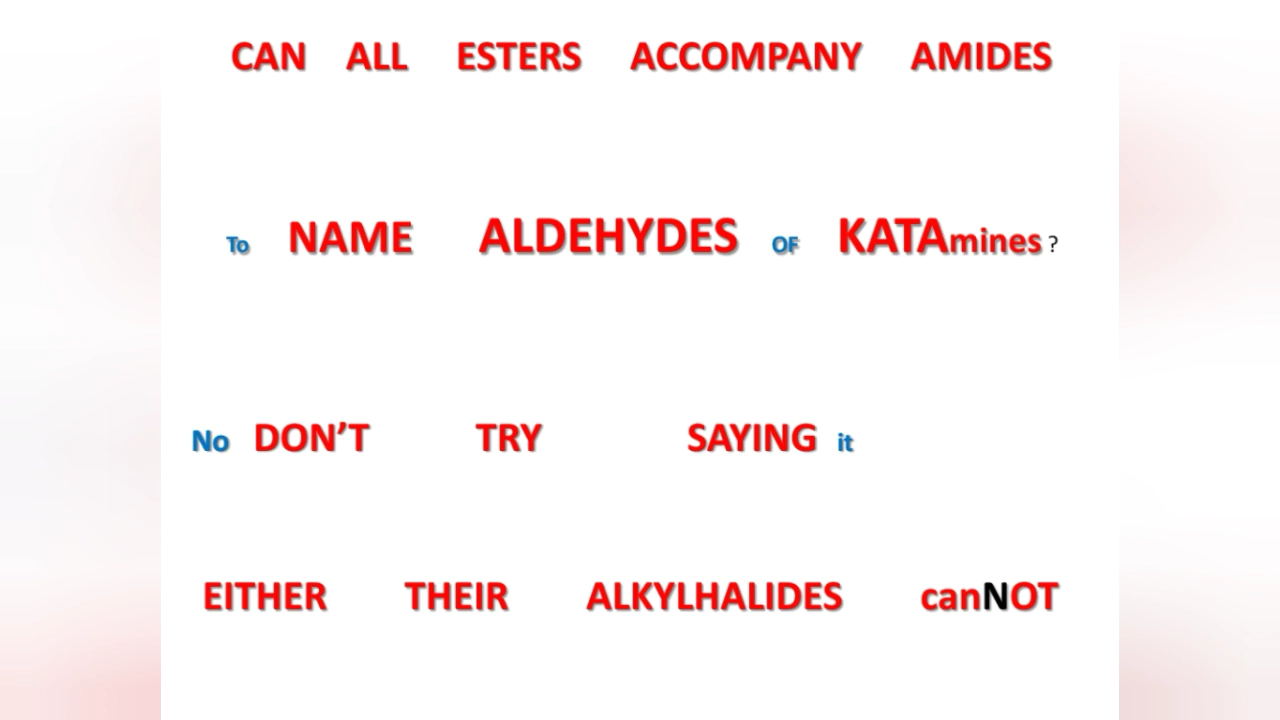 CAN ALL ESTERS ACCOMPANY AMIDES
To NAME ALDEHYDES OF KATAmines ?
No DON’T TRY SAYING it
EITHER THEIR ALKYLHALIDES canNOT